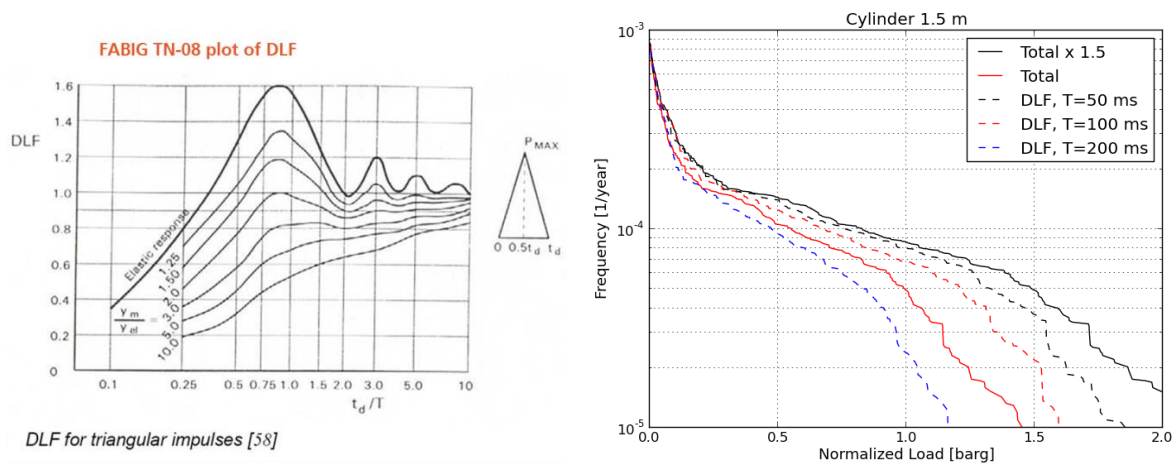 FABIG TN-08 plot of DLF
DLF
1.6
1.4
1.2
1.0
0.8
0.6
0.4
0.2
0
Elastic response
1.25
1.50
2.0
3.0
5.0
10.0
y_m / y_el =
0.1 0.25 0.5 0.75 1.0 1.5 2.0 3.0 5.0 10
t_d/T
P_MAX
0 0.5t_d t_d
DLF for triangular impulses [58]
Cylinder 1.5 m
Frequency [1/year]
10^-3
10^-4
10^-5
Total x 1.5
Total
DLF, T=50 ms
DLF, T=100 ms
DLF, T=200 ms
0.0 0.5 1.0 1.5 2.0
Normalized Load [barg]